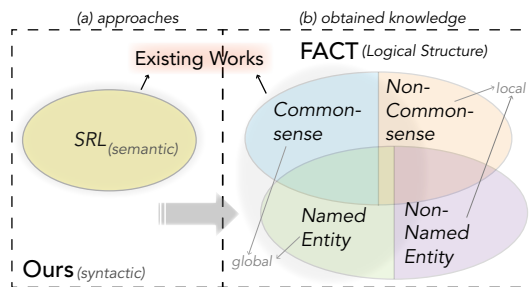 (a) approaches
(b) obtained knowledge
Existing Works
FACT (Logical Structure)
SRL (semantic)
Common-
sense
Non-
Common-
sense
local
Named
Entity
Non-
Named
Entity
global
Ours (syntactic)